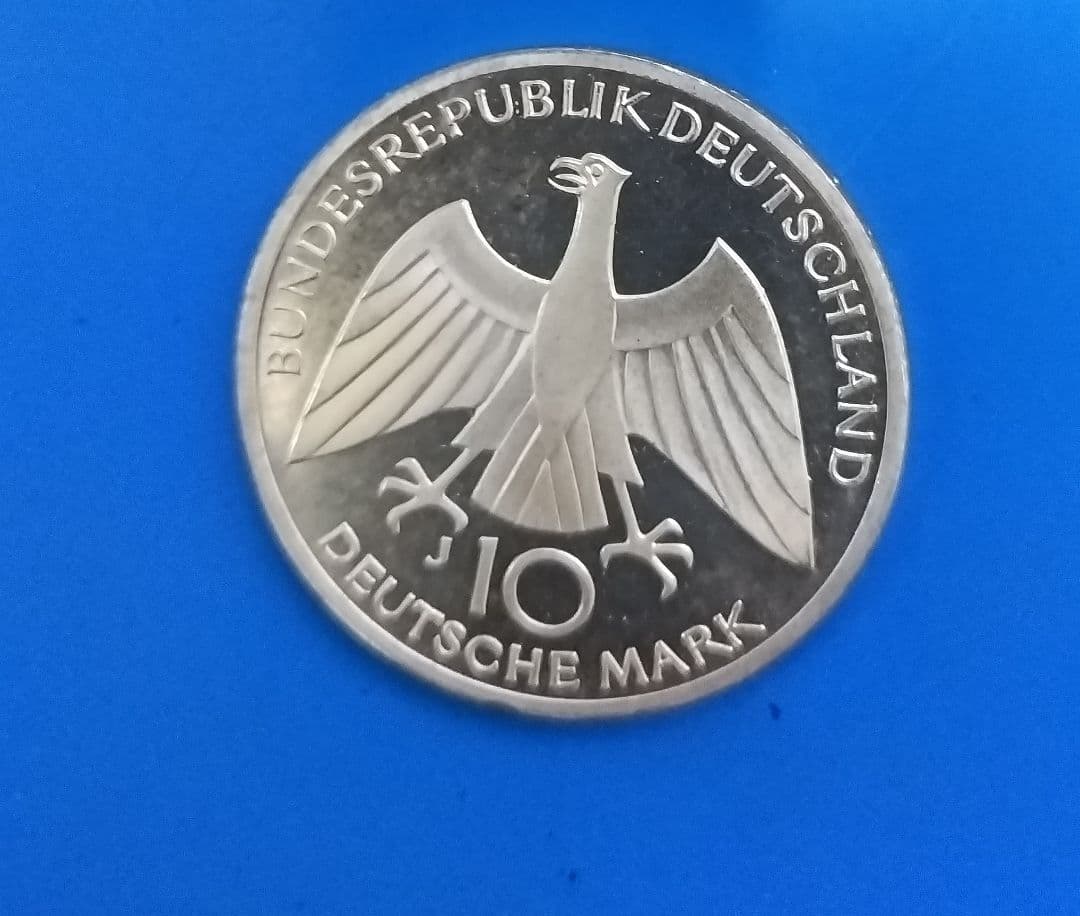 BUNDESREPUBLIK DEUTSCHLAND
J 10
DEUTSCHE MARK